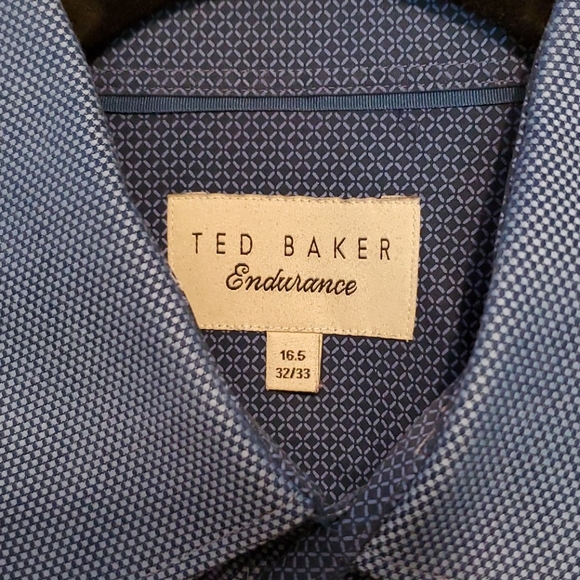 TED BAKER
Endurance
16.5
32/33